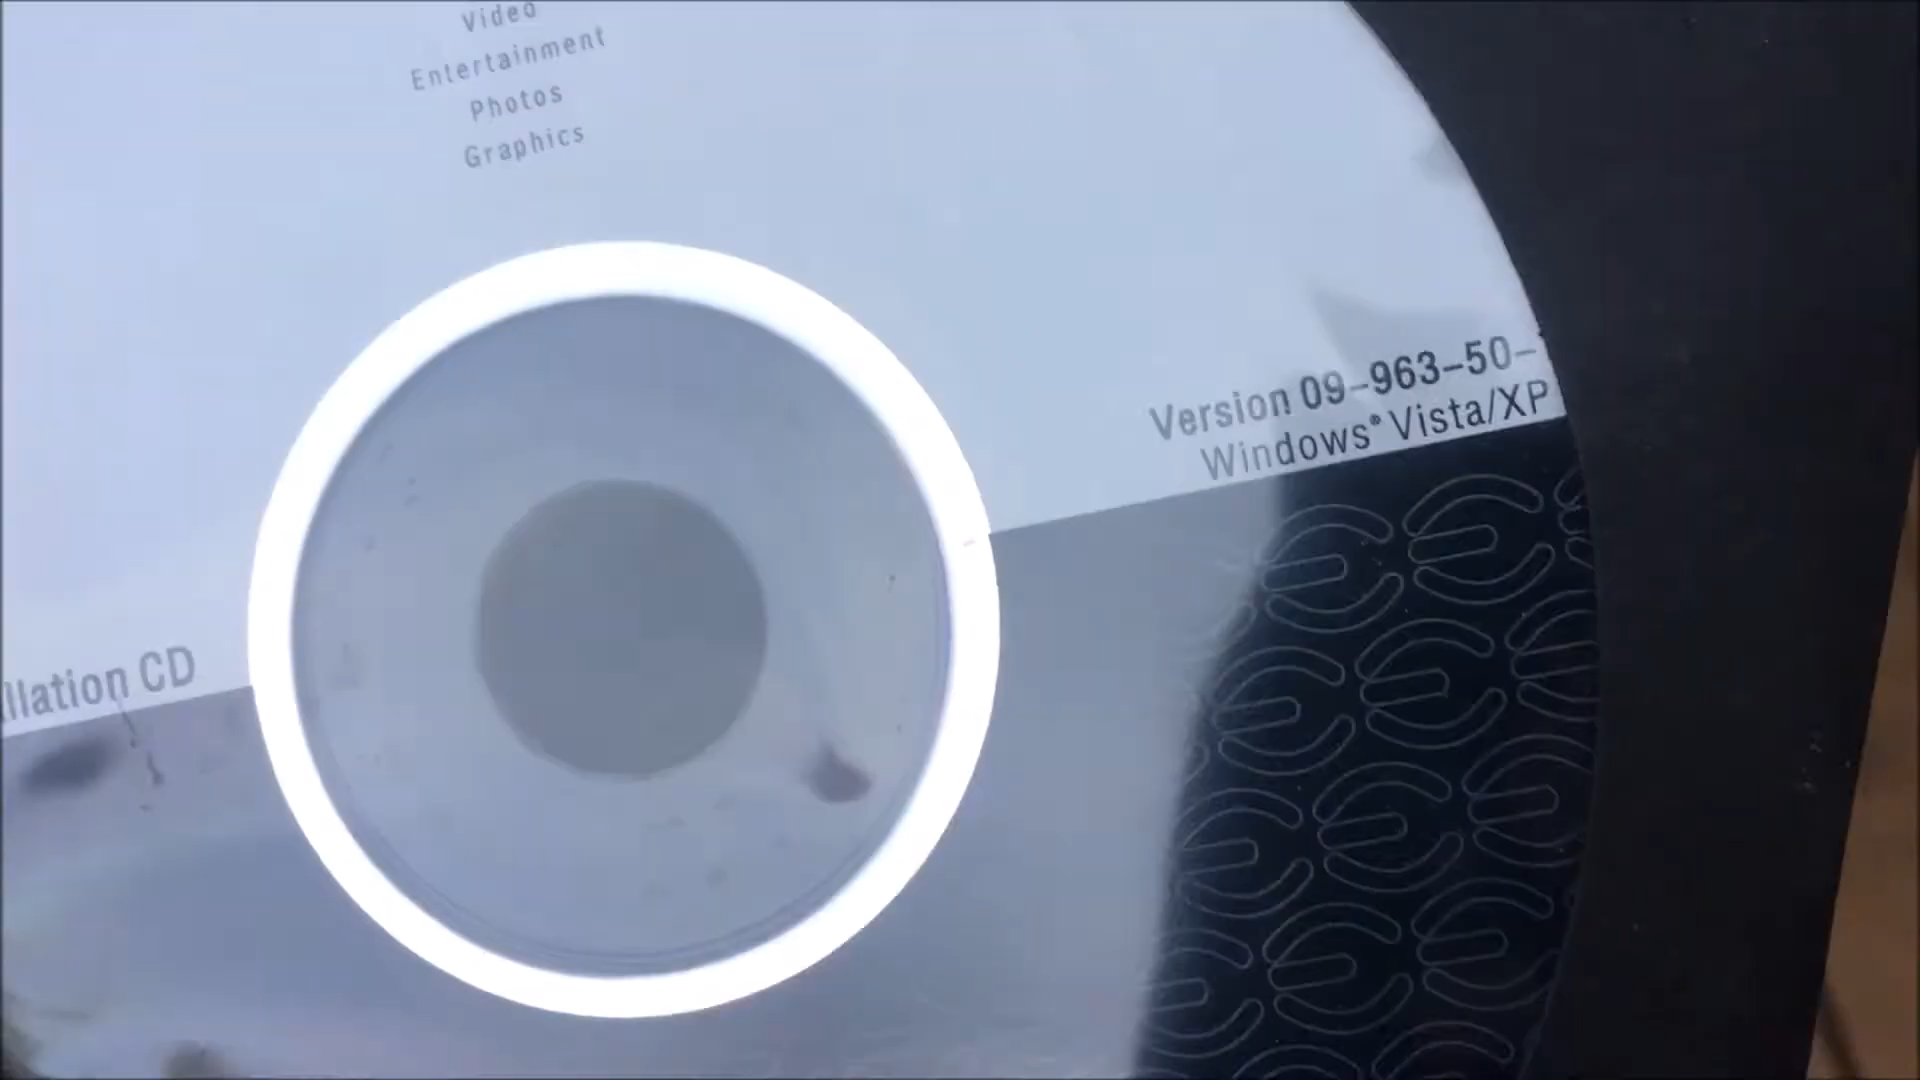 Video
Entertainment
Photos
Graphics
Version 09-963-50-
Windows® Vista/XP
llation CD